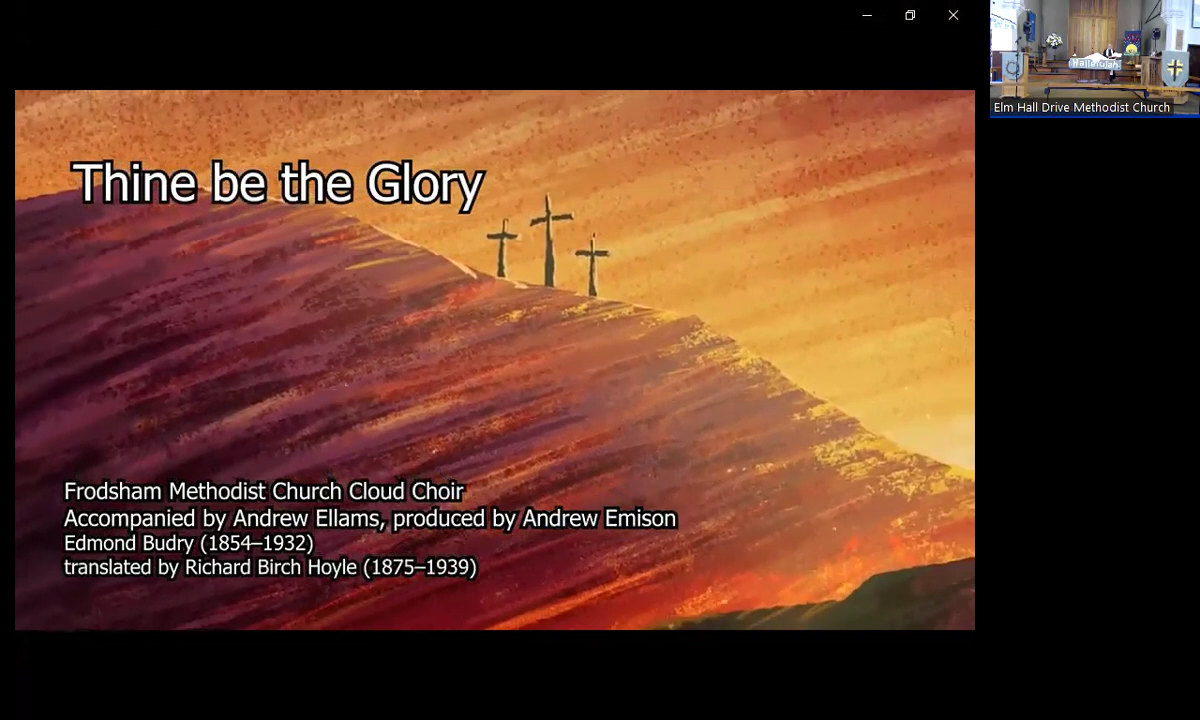 Thine be the Glory
Frodsham Methodist Church Cloud Choir
Accompanied by Andrew Ellams, produced by Andrew Emison
Edmond Budry (1854–1932)
translated by Richard Birch Hoyle (1875–1939)
Hallelujah
Elm Hall Drive Methodist Church